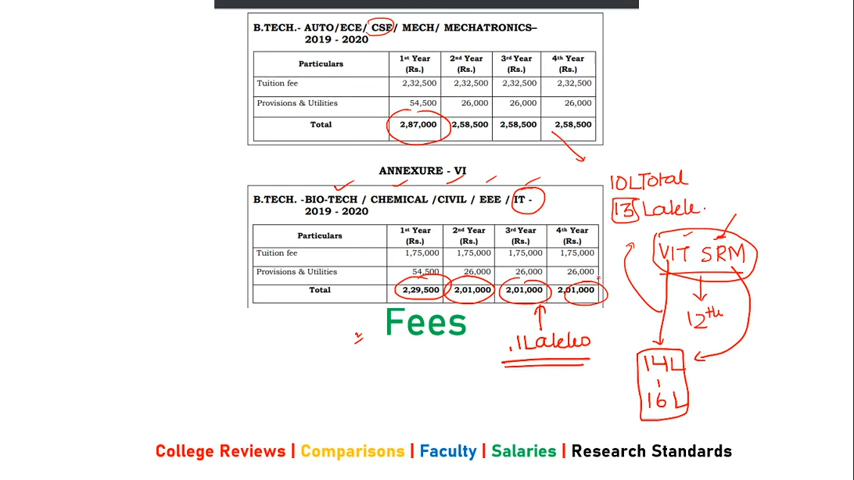 B.TECH.- AUTO/ECE/ CSE/ MECH/ MECHATRONICS–
2019 - 2020
Particulars 1st Year (Rs.) 2nd Year (Rs.) 3rd Year (Rs.) 4th Year (Rs.)
Tuition fee 2,32,500 2,32,500 2,32,500 2,32,500
Provisions & Utilities 54,500 26,000 26,000 26,000
Total 2,87,000 2,58,500 2,58,500 2,58,500
ANNEXURE - VI
10L Total
13 Lakh.
B.TECH. -BIO-TECH / CHEMICAL /CIVIL / EEE / IT -
2019 - 2020
Particulars 1st Year (Rs.) 2nd Year (Rs.) 3rd Year (Rs.) 4th Year (Rs.)
Tuition fee 1,75,000 1,75,000 1,75,000 1,75,000
Provisions & Utilities 54,500 26,000 26,000 26,000
Total 2,29,500 2,01,000 2,01,000 2,01,000
VIT SRM
12th
Fees
14L
16L
College Reviews | Comparisons | Faculty | Salaries | Research Standards